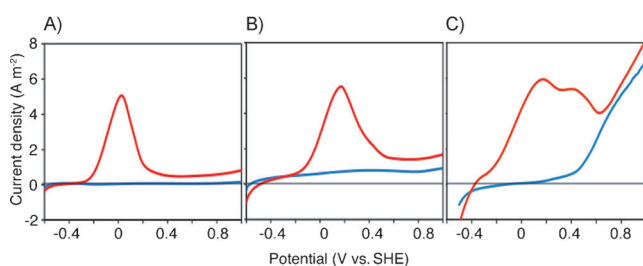 A)
B)
C)
Current density (A m⁻²)
8
6
4
2
0
-2
-0.4 0 0.4 0.8
-0.4 0 0.4 0.8
-0.4 0 0.4 0.8
Potential (V vs. SHE)